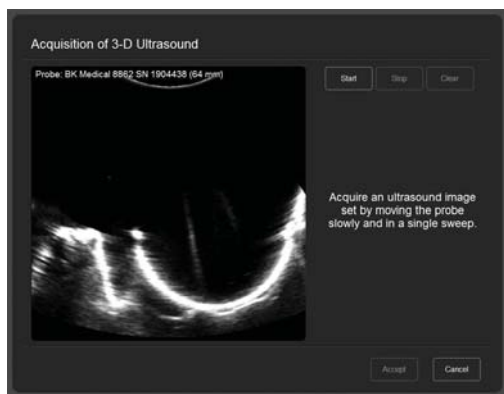 Acquisition of 3-D Ultrasound
Probe: BK Medical 8862 SN 1904438 (64 mm)
Start Stop Clear
Acquire an ultrasound image
set by moving the probe
slowly and in a single sweep.
Accept Cancel